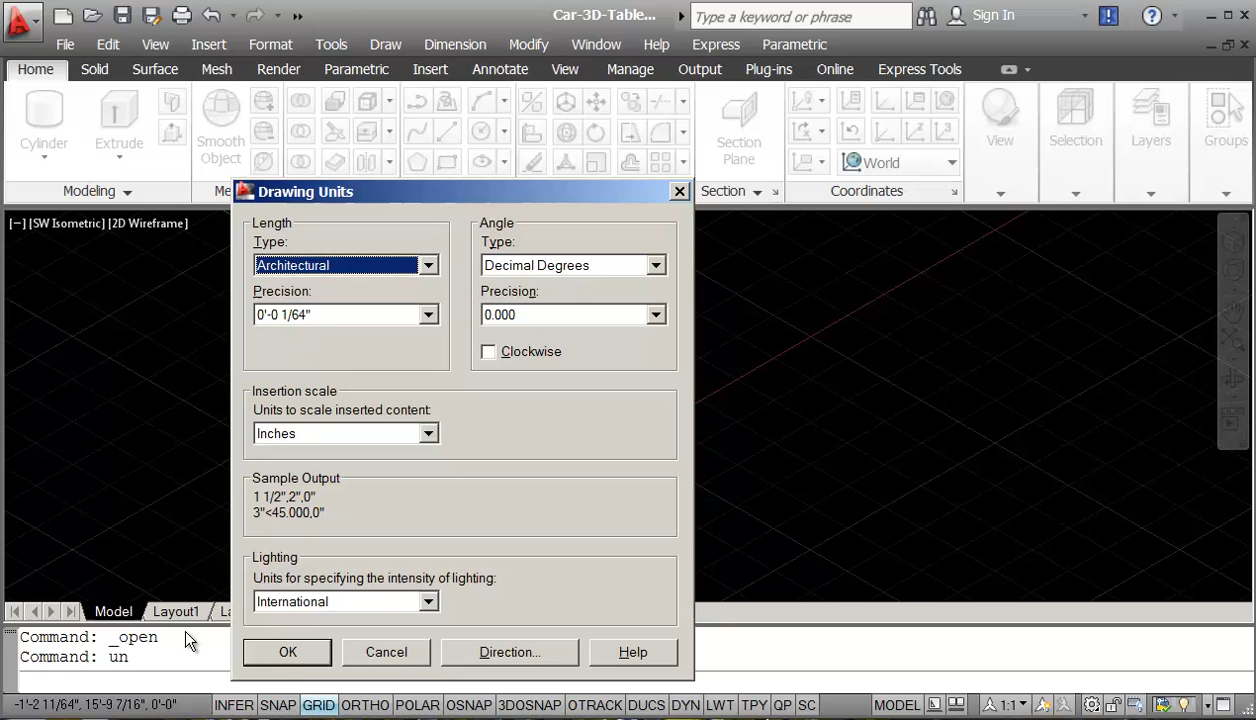 Car-3D-Table...
Type a keyword or phrase
Sign In
File Edit View Insert Format Tools Draw Dimension Modify Window Help Express Parametric
Home Solid Surface Mesh Render Parametric Insert Annotate View Manage Plug-ins Output Online Express Tools
Cylinder
Extrude
Smooth
Object
Section
Plane
World
View
Selection
Layers
Groups
Modeling
Section
Coordinates
[−] [SW Isometric] [2D Wireframe]
Drawing Units
Length
Type:
Architectural
Precision:
0'-0 1/64"
Angle
Type:
Decimal Degrees
Precision:
0.000
Clockwise
Insertion scale
Units to scale inserted content:
Inches
Sample Output
1 1/2",2",0"
3"<45.000,0"
Lighting
Units for specifying the intensity of lighting:
International
OK Cancel Direction... Help
Model Layout1
Command: _open
Command: un
-1'-2 11/64", 15'-9 7/16", 0'-0" INFER SNAP GRID ORTHO POLAR OSNAP 3DOSNAP OTRACK DUCS DYN LWT TPY QP SC MODEL 1:1